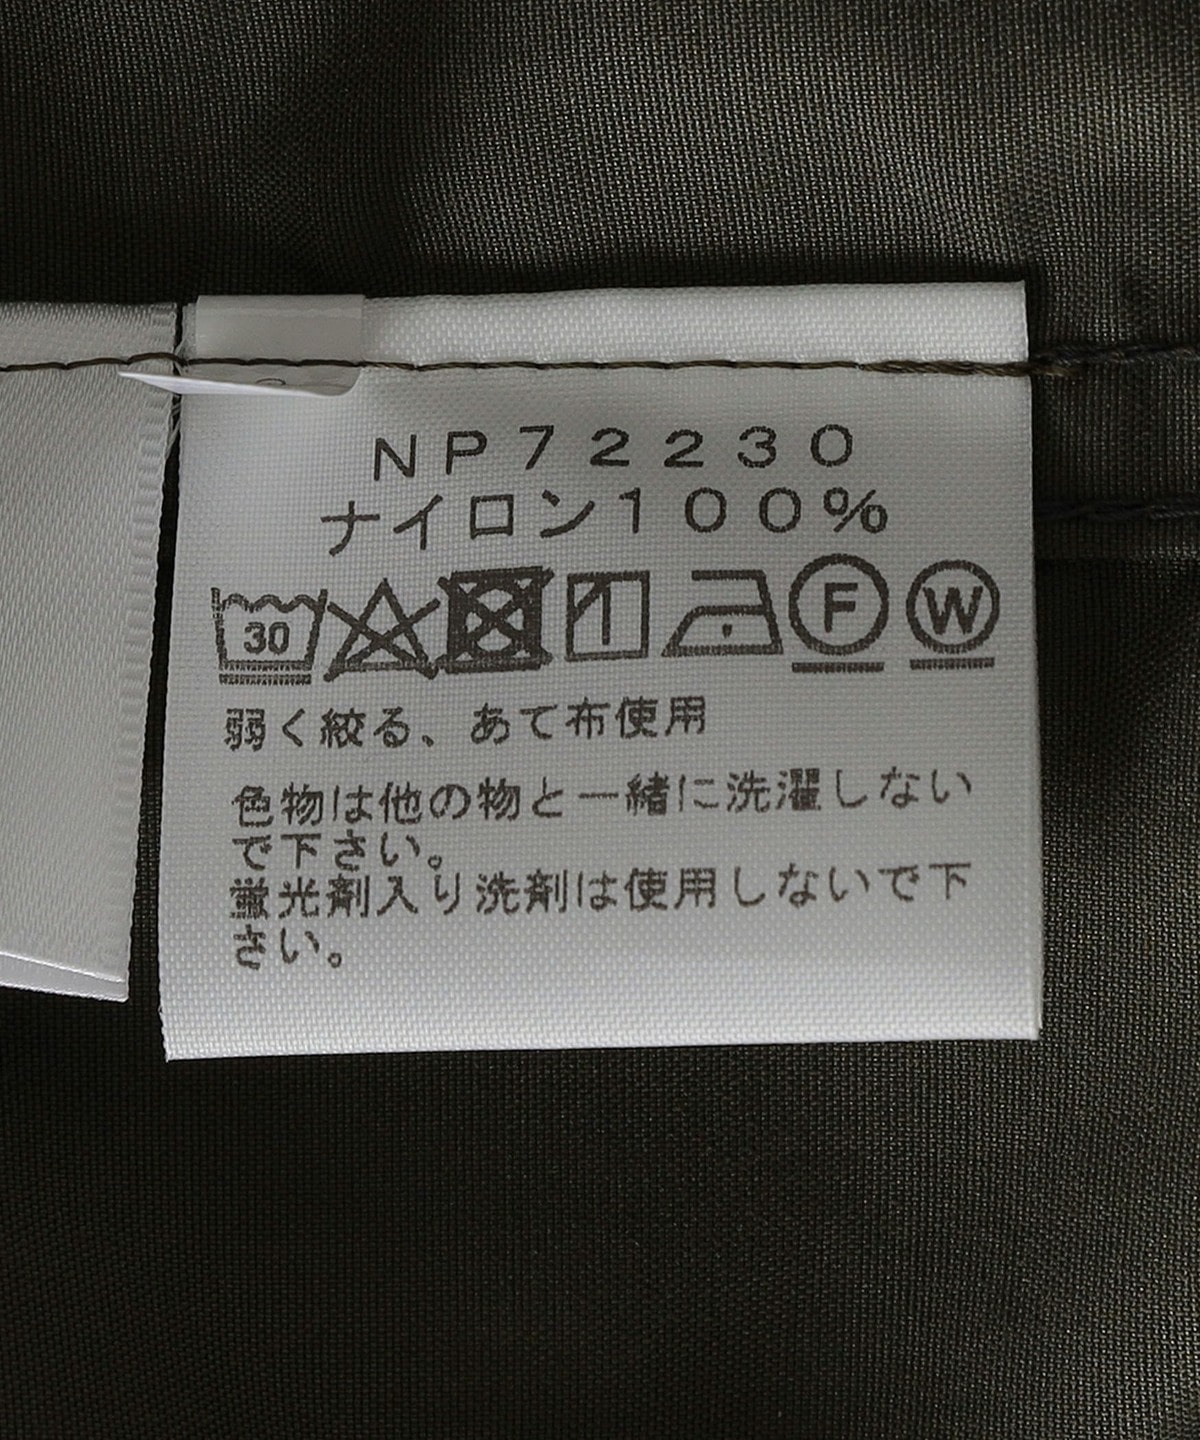 NP72230
ナイロン100%
30 F W
弱く絞る、あて布使用
色物は他の物と一緒に洗濯しない
で下さい。
蛍光剤入り洗剤は使用しないで下
さい。